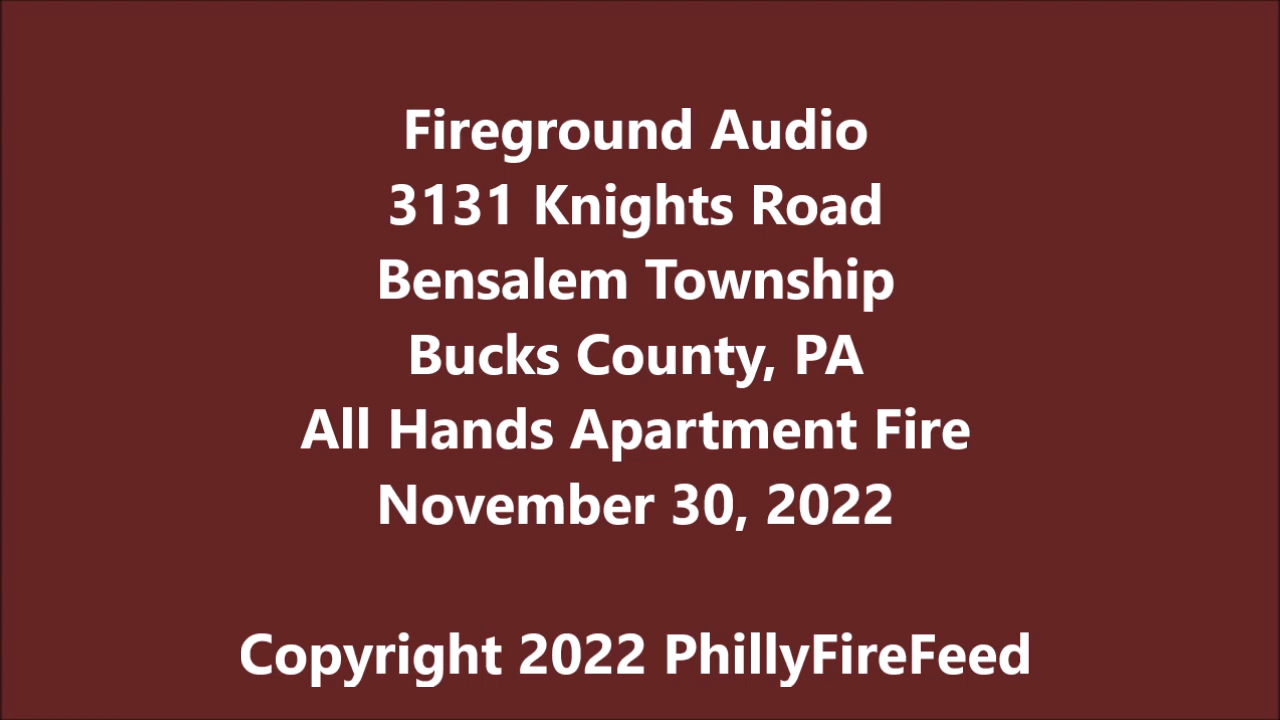 Fireground Audio
3131 Knights Road
Bensalem Township
Bucks County, PA
All Hands Apartment Fire
November 30, 2022
Copyright 2022 PhillyFireFeed